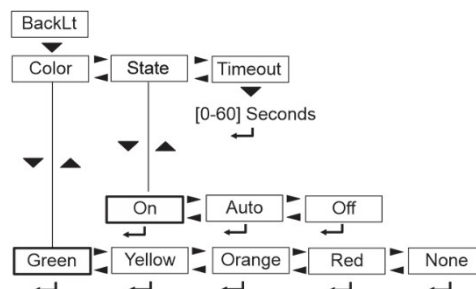 BackLt
Color State Timeout
[0-60] Seconds
On Auto Off
Green Yellow Orange Red None